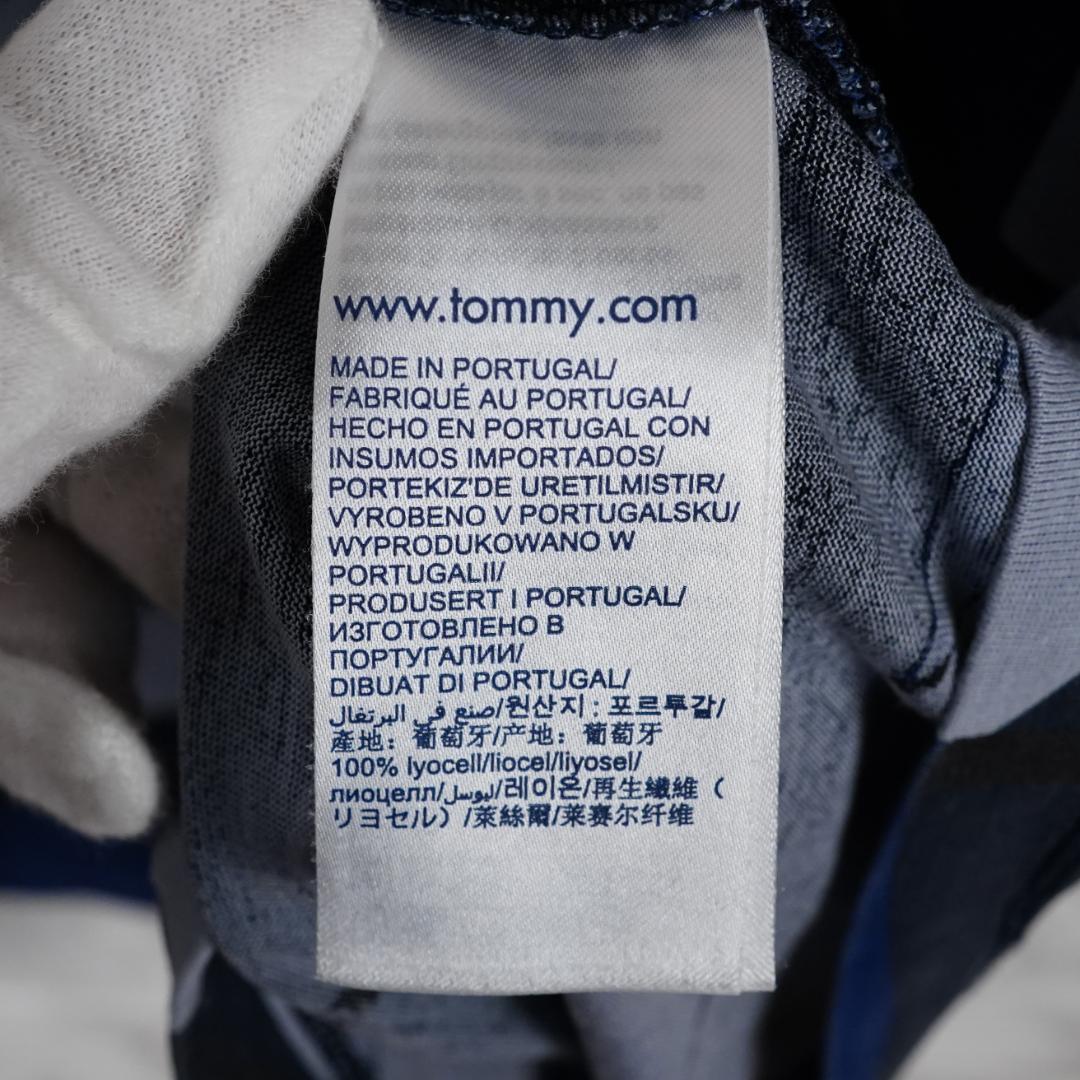 www.tommy.com
MADE IN PORTUGAL/
FABRIQUÉ AU PORTUGAL/
HECHO EN PORTUGAL CON
INSUMOS IMPORTADOS/
PORTEKIZ'DE URETILMISTIR/
VYROBENO V PORTUGALSKU/
WYPRODUKOWANO W
PORTUGALII/
PRODUSERT I PORTUGAL/
ИЗГОТОВЛЕНО В
ПОРТУГАЛИИ/
DIBUAT DI PORTUGAL/
صنع في البرتغال/원산지 : 포르투갈/
產地：葡萄牙/产地：葡萄牙
100% lyocell/liocel/liyosel/
лиоцелл/ليوسل/레이온/再生繊維（
リヨセル）/萊絲爾/莱赛尔纤维